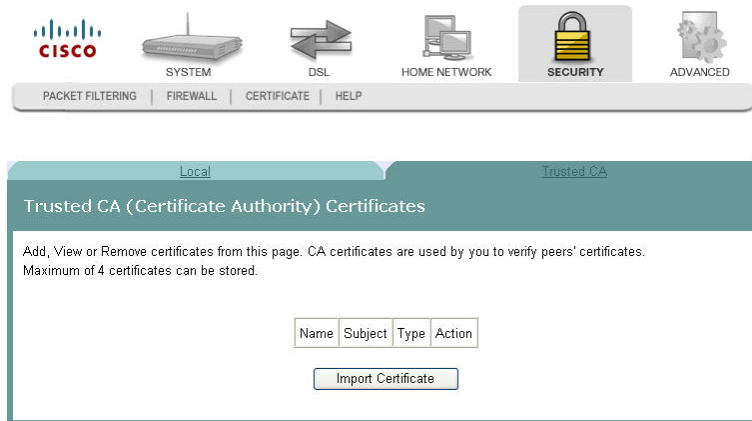 CISCO
SYSTEM DSL HOME NETWORK SECURITY ADVANCED
PACKET FILTERING | FIREWALL | CERTIFICATE | HELP
Local Trusted CA
Trusted CA (Certificate Authority) Certificates
Add, View or Remove certificates from this page. CA certificates are used by you to verify peers' certificates.
Maximum of 4 certificates can be stored.
Name Subject Type Action
Import Certificate